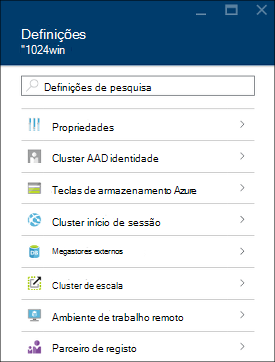 Definições
"1024win
Definições de pesquisa
Propriedades
Cluster AAD identidade
Teclas de armazenamento Azure
Cluster início de sessão
Megastores externos
Cluster de escala
Ambiente de trabalho remoto
Parceiro de registo